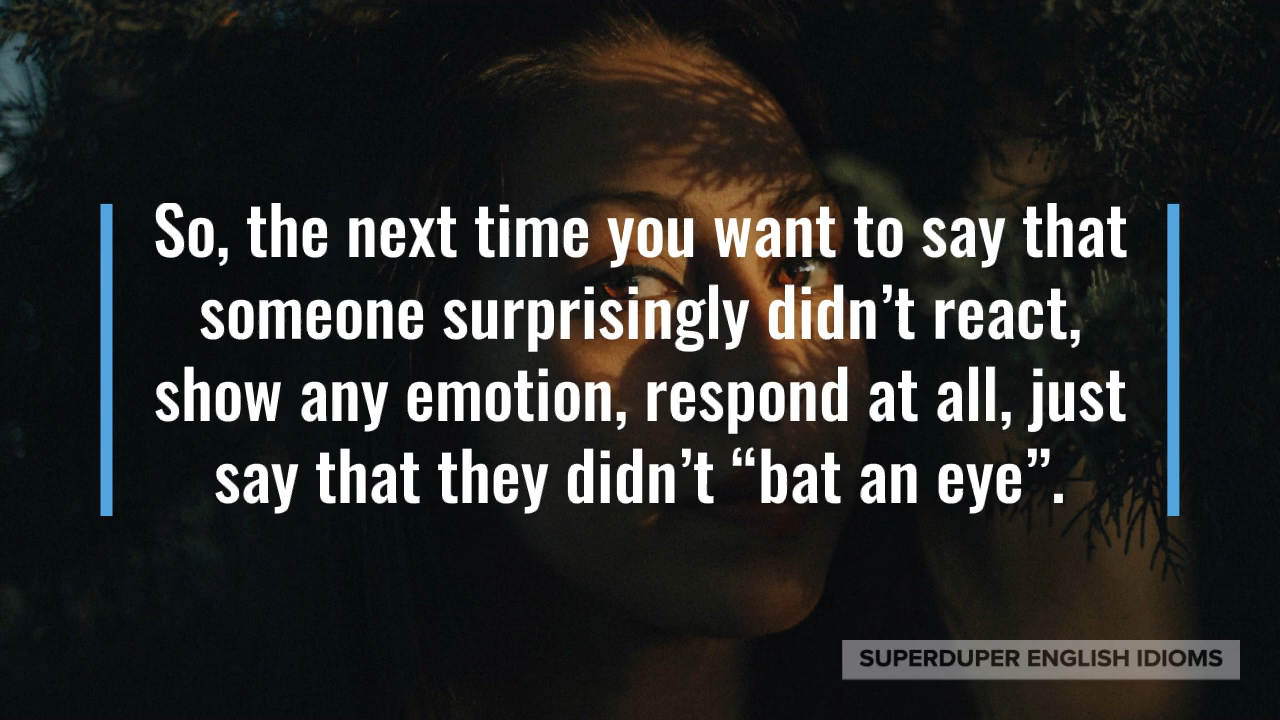 So, the next time you want to say that
someone surprisingly didn’t react,
show any emotion, respond at all, just
say that they didn’t “bat an eye”.
SUPERDUPER ENGLISH IDIOMS